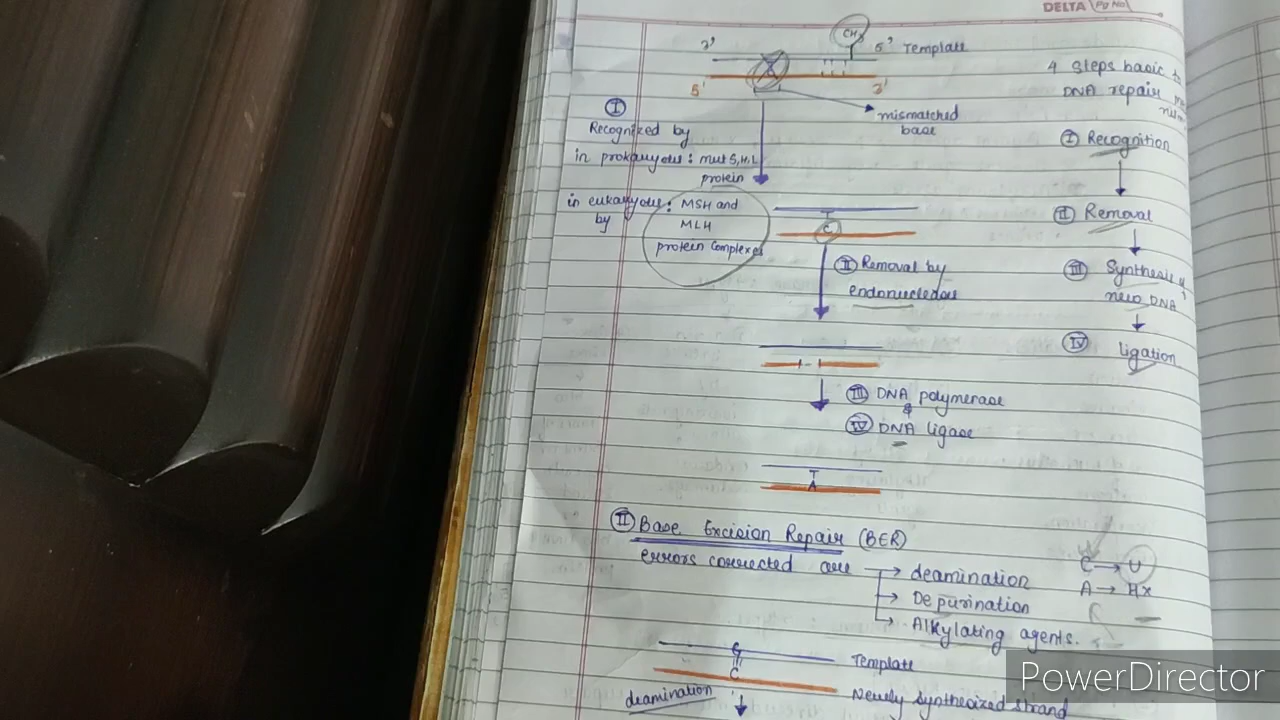 DELTA Pg No
CH3
3' 5' Template
5' 3'
mismatched
base
4 Steps basic
DNA repair
I
Recognized by
in prokaryotes: mut S,H,L
protein
in eukaryotes: MSH and
by MLH
protein complexes
I Recognition
II Removal
III Synthesis of
new DNA
IV ligation
T
C
II Removal by
endonucleases
III DNA polymerase
&
IV DNA ligase
T
A
II Base Excision Repair (BER)
errors corrected are → deamination
→ Depurination
→ Alkylating agents.
C → U
A → Hx
G
C
Template
Newly synthesized strand
deamination
PowerDirector